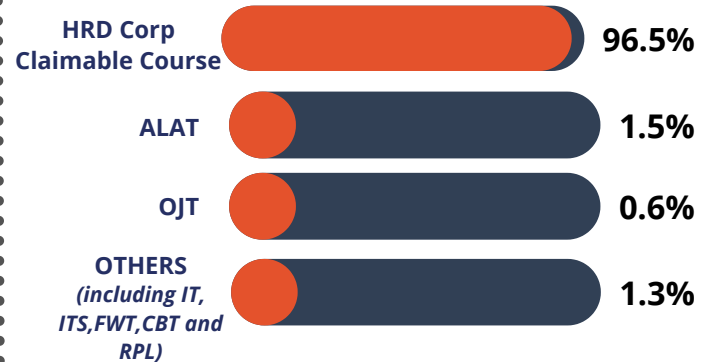 HRD Corp
Claimable Course
96.5%
ALAT
1.5%
OJT
0.6%
OTHERS
(including IT,
ITS,FWT,CBT and
RPL)
1.3%